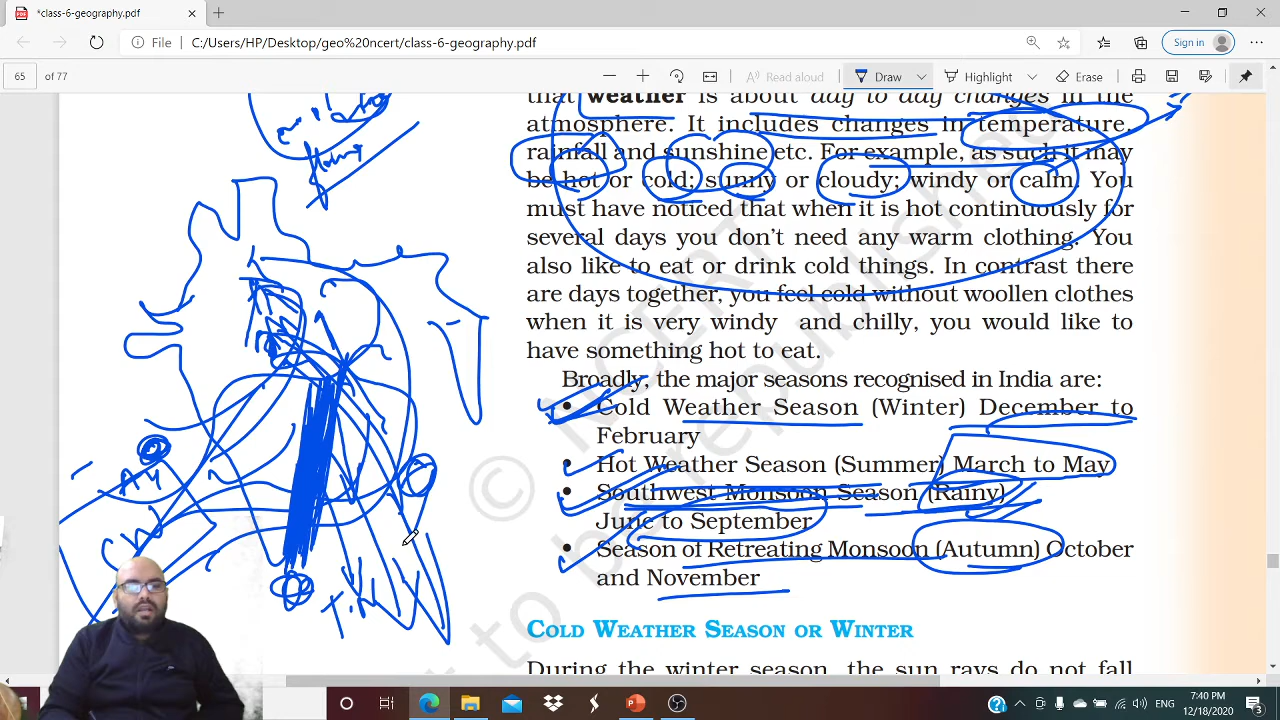 *class-6-geography.pdf
File
C:/Users/HP/Desktop/geo%20ncert/class-6-geography.pdf
Sign in
65 of 77
Read aloud
Draw
Highlight
Erase
that weather is about day to day changes in the
atmosphere. It includes changes in temperature,
rainfall and sunshine etc. For example, as such it may
be hot or cold; sunny or cloudy; windy or calm. You
must have noticed that when it is hot continuously for
several days you don't need any warm clothing. You
also like to eat or drink cold things. In contrast there
are days together, you feel cold without woollen clothes
when it is very windy and chilly, you would like to
have something hot to eat.
Broadly, the major seasons recognised in India are:
• Cold Weather Season (Winter) December to
February
• Hot Weather Season (Summer) March to May
• Southwest Monsoon Season (Rainy)
June to September
• Season of Retreating Monsoon (Autumn) October
and November
COLD WEATHER SEASON OR WINTER
During the winter season, the sun rays do not fall
© NCERT
T.N
ENG
7:40 PM
12/18/2020
3